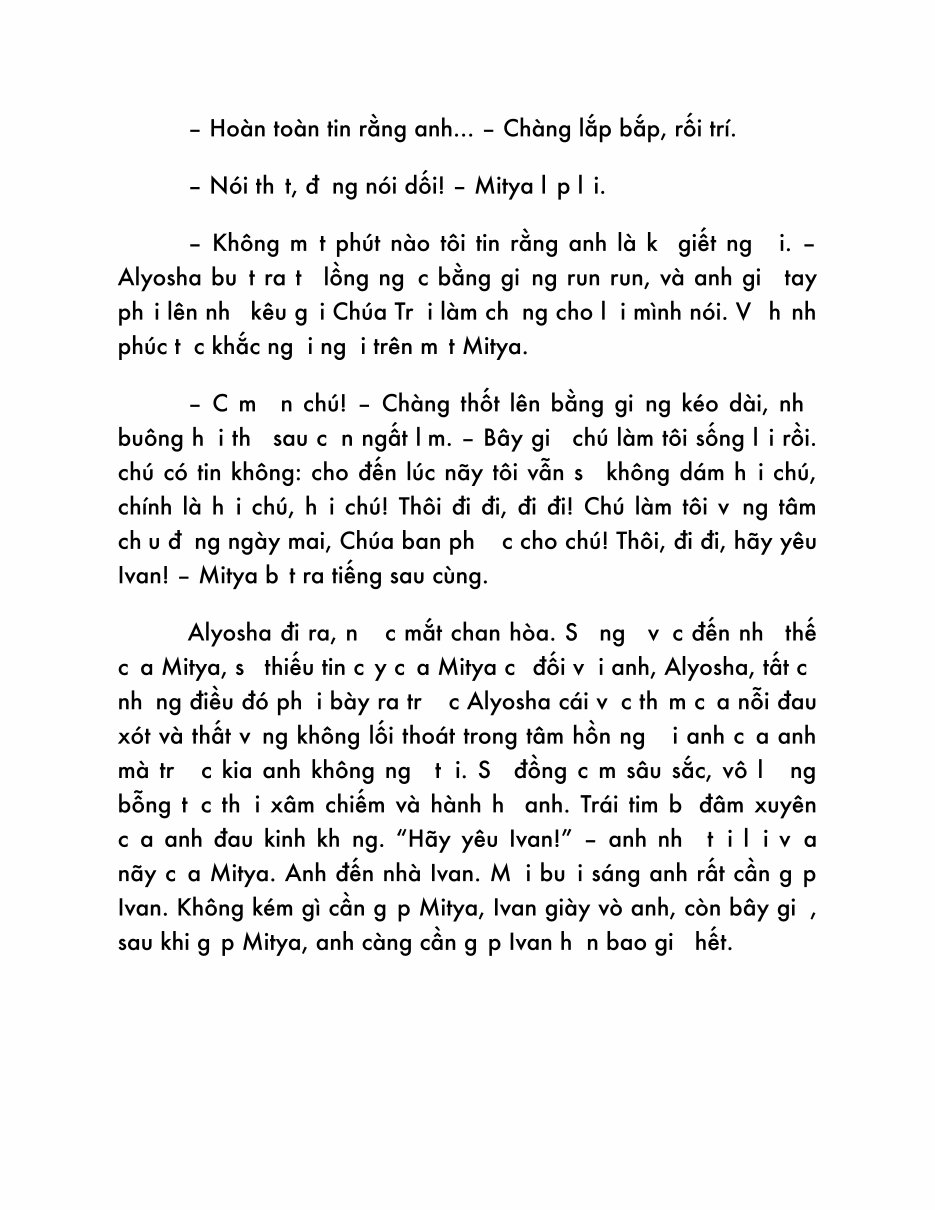 – Hoàn toàn tin rằng anh... – Chàng lắp bắp, rối trí.
– Nói th t, đ ng nói dối! – Mitya l p l i.
– Không m t phút nào tôi tin rằng anh là k giết ng i. –
Alyosha bu t ra t lồng ng c bằng gi ng run run, và anh gi tay
ph i lên nh kêu g i Chúa Tr i làm ch ng cho l i mình nói. V h nh
phúc t c khắc ng i ng i trên m t Mitya.
– C m n chú! – Chàng thốt lên bằng gi ng kéo dài, nh
buông h i th sau c n ngất l m. – Bây gi chú làm tôi sống l i rồi.
chú có tin không: cho đến lúc nãy tôi vẫn s không dám h i chú,
chính là h i chú, h i chú! Thôi đi đi, đi đi! Chú làm tôi v ng tâm
ch u đ ng ngày mai, Chúa ban ph c cho chú! Thôi, đi đi, hãy yêu
Ivan! – Mitya b t ra tiếng sau cùng.
Alyosha đi ra, n c mắt chan hòa. S ng v c đến nh thế
c a Mitya, s thiếu tin c y c a Mitya c đối v i anh, Alyosha, tất c
nh ng điều đó ph i bày ra tr c Alyosha cái v c th m c a nỗi đau
xót và thất v ng không lối thoát trong tâm hồn ng i anh c a anh
mà tr c kia anh không ng t i. S đồng c m sâu sắc, vô l ng
bỗng t c th i xâm chiếm và hành h anh. Trái tim b đâm xuyên
c a anh đau kinh kh ng. “Hãy yêu Ivan!” – anh nh t i l i v a
nãy c a Mitya. Anh đến nhà Ivan. M i bu i sáng anh rất cần g p
Ivan. Không kém gì cần g p Mitya, Ivan giày vò anh, còn bây gi ,
sau khi g p Mitya, anh càng cần g p Ivan h n bao gi hết.